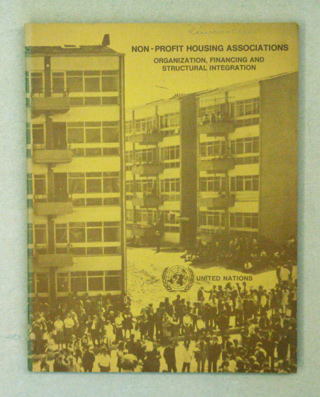 NON-PROFIT HOUSING ASSOCIATIONS
ORGANIZATION, FINANCING AND
STRUCTURAL INTEGRATION
UNITED NATIONS